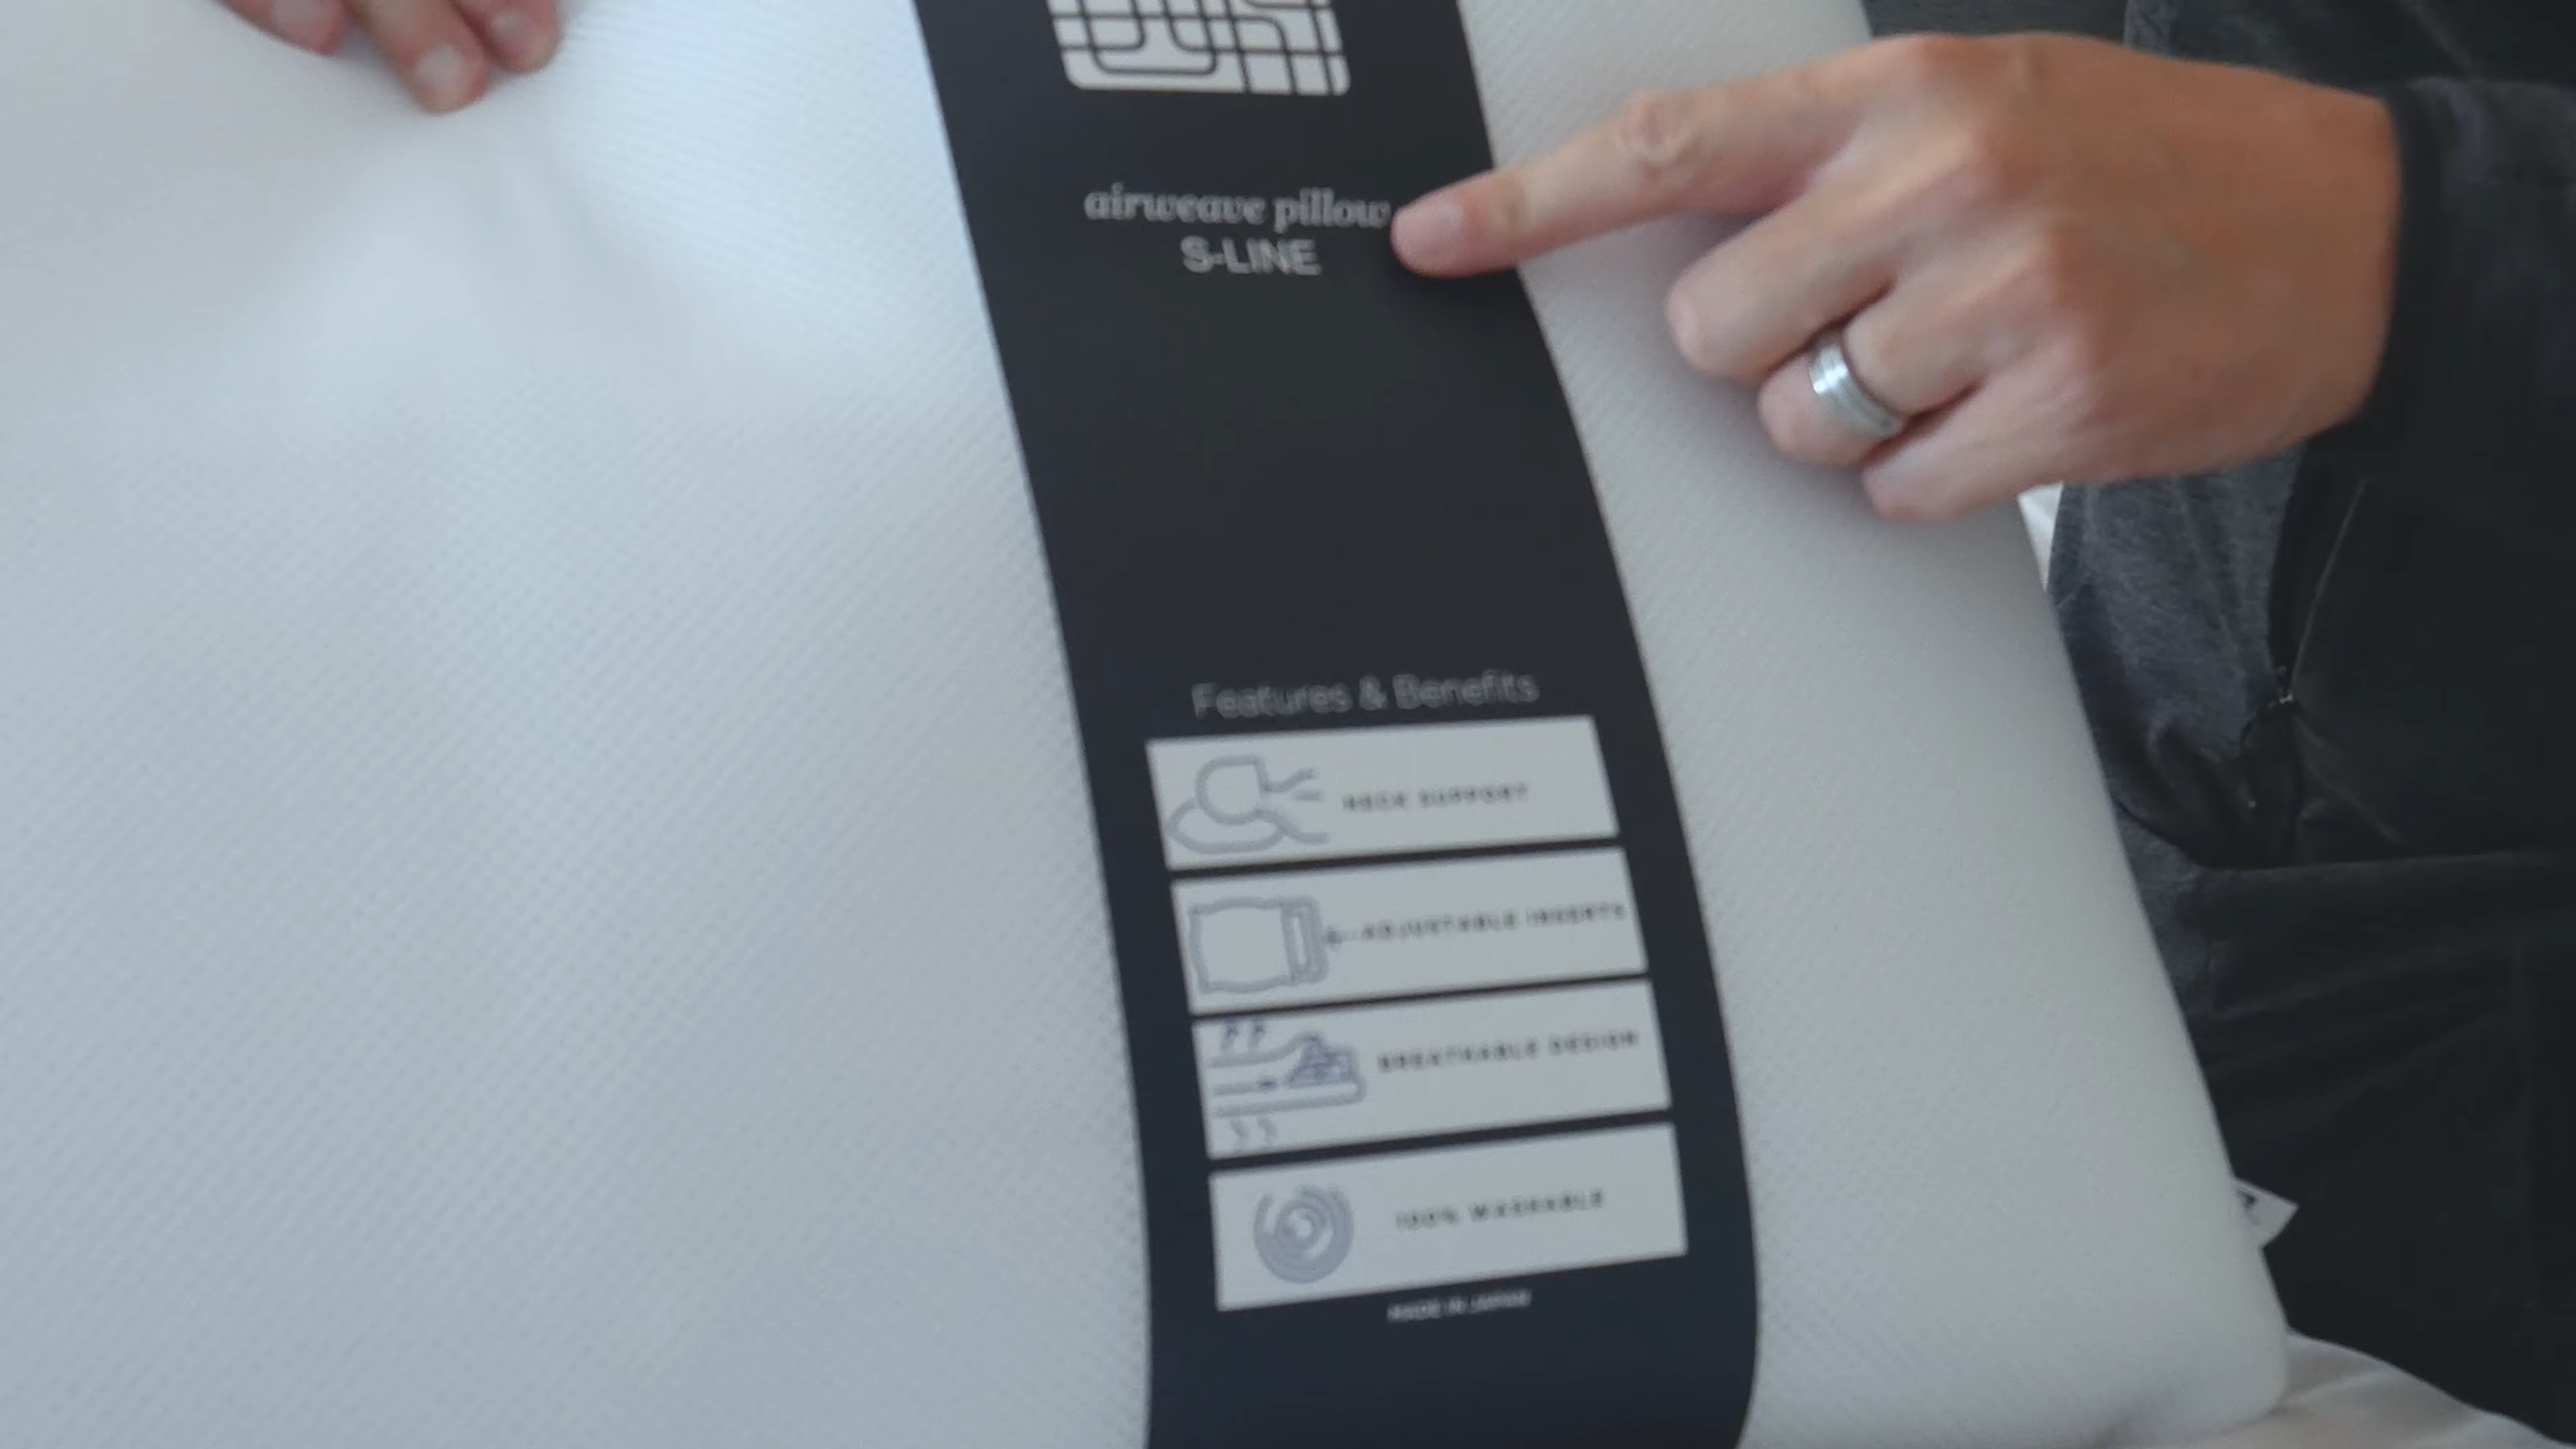 airweave pillow
S-LINE
Features & Benefits
NECK SUPPORT
ADJUSTABLE INSERTS
BREATHABLE DESIGN
100% WASHABLE
MADE IN JAPAN